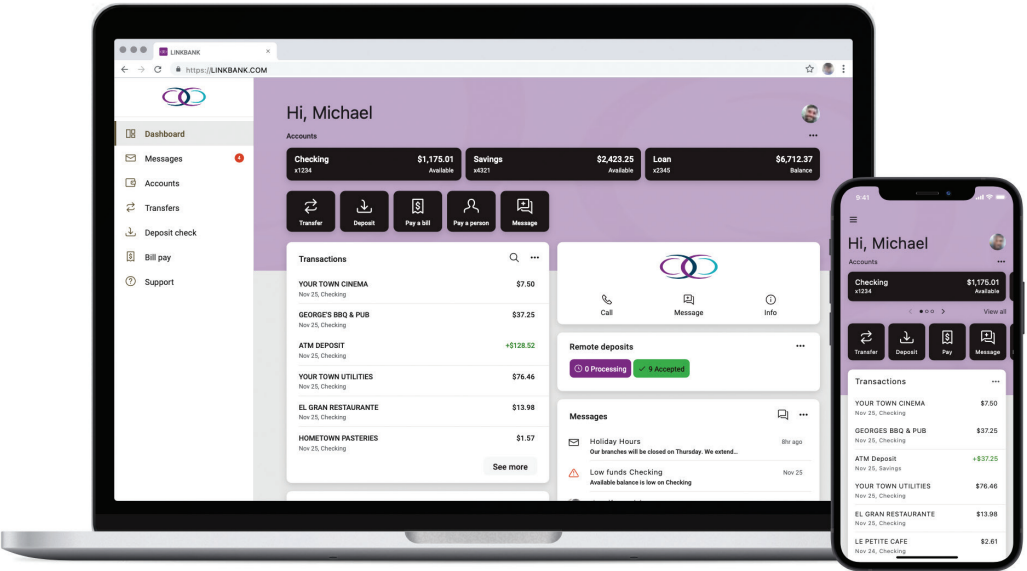 LINKBANK
https://LINKBANK.COM
Dashboard
Messages 4
Accounts
Transfers
Deposit check
Bill pay
Support
Hi, Michael
Accounts
Checking $1,175.01
x1234 Available
Savings $2,423.25
x4321 Available
Loan $6,712.37
x2345 Balance
Transfer Deposit Pay a bill Pay a person Message
Transactions
YOUR TOWN CINEMA $7.50
Nov 25, Checking
GEORGE'S BBQ & PUB $37.25
Nov 25, Checking
ATM DEPOSIT +$128.52
Nov 25, Checking
YOUR TOWN UTILITIES $76.46
Nov 25, Checking
EL GRAN RESTAURANTE $13.98
Nov 25, Checking
HOMETOWN PASTERIES $1.57
Nov 25, Checking
See more
Call Message Info
Remote deposits
0 Processing 9 Accepted
Messages
Holiday Hours 8hr ago
Our branches will be closed on Thursday. We extend...
Low funds Checking Nov 25
Available balance is low on Checking
9:41
Hi, Michael
Accounts
Checking $1,175.01
x1234 Available
View all
Transfer Deposit Pay Message
Transactions
YOUR TOWN CINEMA $7.50
Nov 25, Checking
GEORGES BBQ & PUB $37.25
Nov 25, Checking
ATM Deposit +$37.25
Nov 25, Savings
YOUR TOWN UTILITIES $76.46
Nov 25, Checking
EL GRAN RESTAURANTE $13.98
Nov 25, Checking
LE PETITE CAFE $2.61
Nov 24, Checking